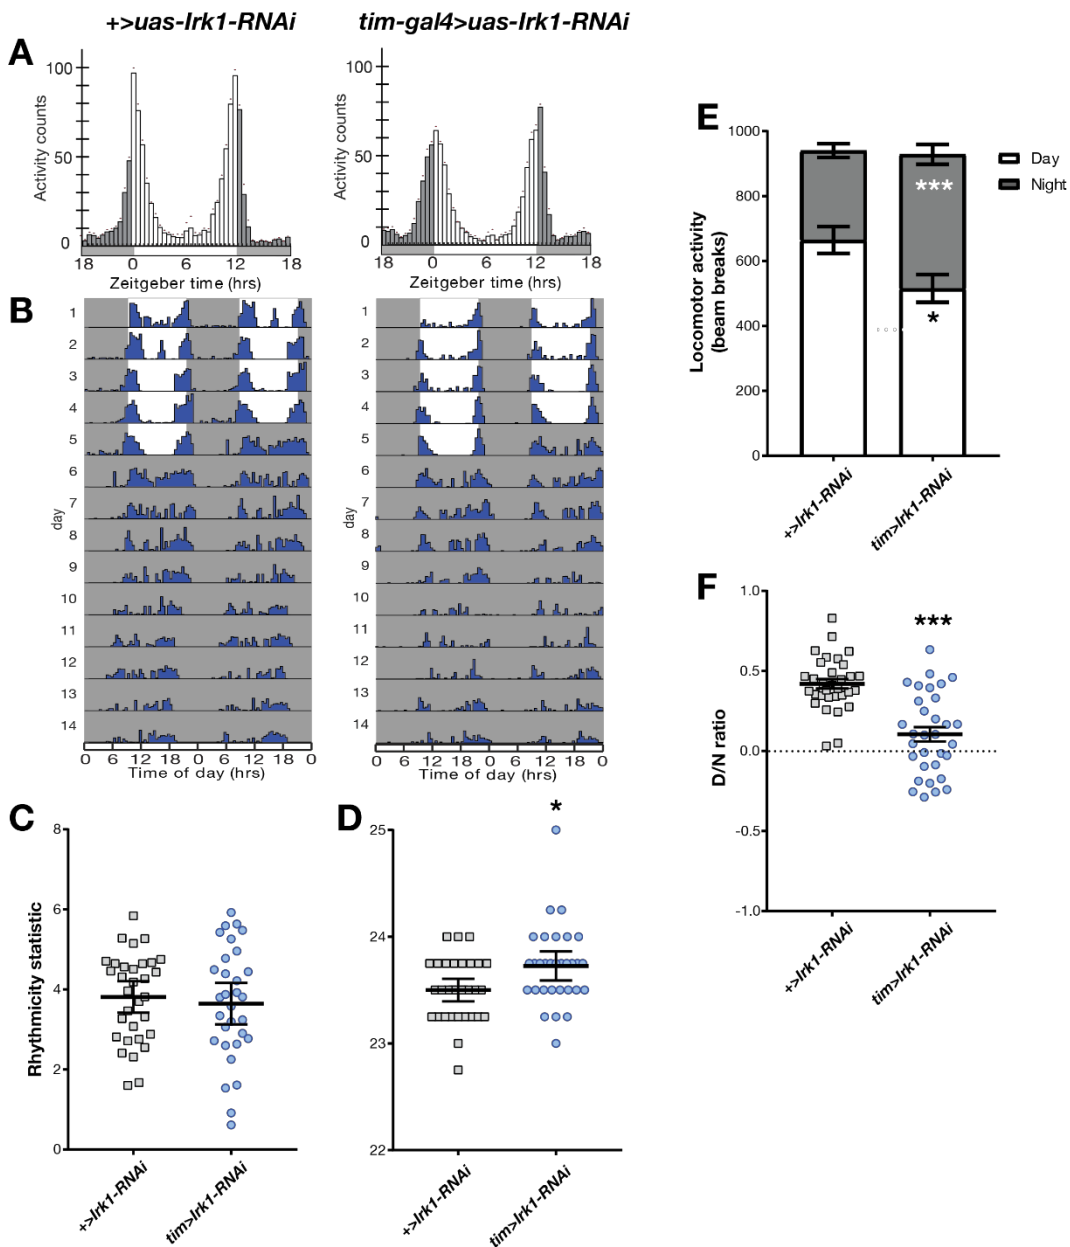 +>uas-Irk1-RNAi
tim-gal4>uas-Irk1-RNAi
A
100
50
0
Activity counts
18 0 6 12 18
Zeitgeber time (hrs)
100
50
0
Activity counts
18 0 6 12 18
Zeitgeber time (hrs)
B
1
2
3
4
5
6
7
8
9
10
11
12
13
14
day
0 6 12 18 0 6 12 18 0
Time of day (hrs)
1
2
3
4
5
6
7
8
9
10
11
12
13
14
0 6 12 18 0 6 12 18 0
Time of day (hrs)
C
8
6
4
2
0
Rhythmicity statistic
+>Irk1-RNAi
tim>Irk1-RNAi
D
*
25
24
23
22
+>Irk1-RNAi
tim>Irk1-RNAi
E
1000
800
600
400
200
0
Locomotor activity
(beam breaks)
Day
Night
***
*
+>Irk1-RNAi
tim>Irk1-RNAi
F
1.0
0.5
0.0
-0.5
-1.0
D/N ratio
***
+>Irk1-RNAi
tim>Irk1-RNAi